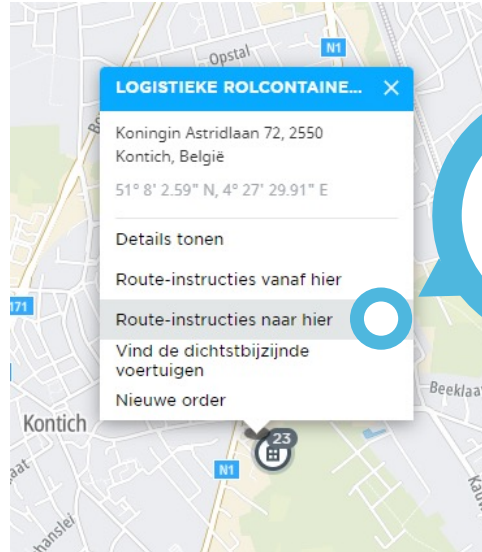 Opstal
N1
LOGISTIEKE ROLCONTAINE...
Koningin Astridlaan 72, 2550
Kontich, België
51° 8' 2.59" N, 4° 27' 29.91" E
Details tonen
Route-instructies vanaf hier
171
Route-instructies naar hier
Vind de dichtstbijzijnde
voertuigen
Nieuwe order
Beeklaa
Kontich
23
N1